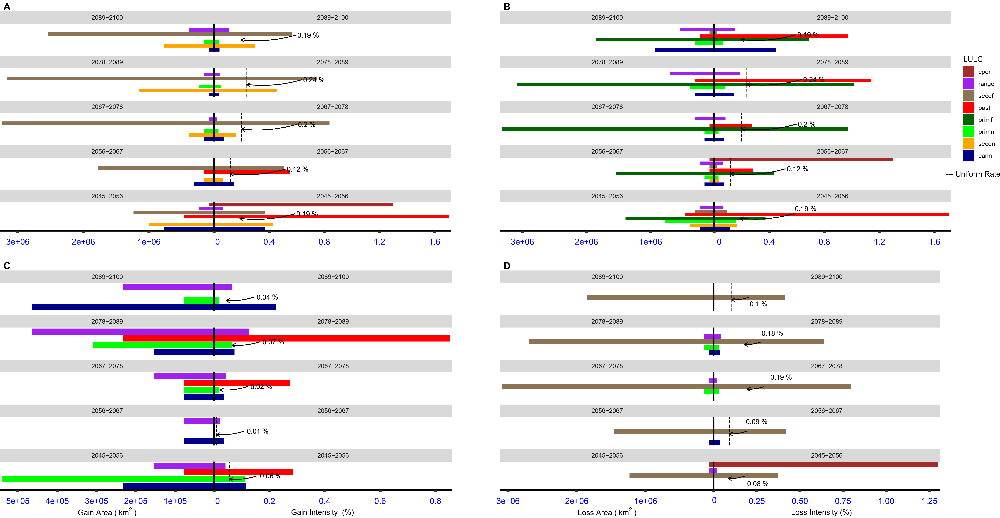 A
2089−2100 2089−2100
0.19 %
2078−2089 2078−2089
0.24 %
2067−2078 2067−2078
0.2 %
2056−2067 2056−2067
0.12 %
2045−2056 2045−2056
0.19 %
3e+06 2e+06 1e+06 0 0.4 0.8 1.2 1.6
B
2089−2100 2089−2100
0.19 %
2078−2089 2078−2089
0.24 %
2067−2078 2067−2078
0.2 %
2056−2067 2056−2067
0.12 %
2045−2056 2045−2056
0.19 %
3e+06 2e+06 1e+06 0 0.4 0.8 1.2 1.6
LULC
cper
range
secdf
pastr
primf
primn
secdn
cann
--- Uniform Rate
C
2089−2100 2089−2100
0.04 %
2078−2089 2078−2089
0.07 %
2067−2078 2067−2078
0.02 %
2056−2067 2056−2067
0.01 %
2045−2056 2045−2056
0.06 %
5e+05 4e+05 3e+05 2e+05 1e+05 0 0.2 0.4 0.6 0.8
Gain Area ( km2 ) Gain Intensity (%)
D
2089−2100 2089−2100
0.1 %
2078−2089 2078−2089
0.18 %
2067−2078 2067−2078
0.19 %
2056−2067 2056−2067
0.09 %
2045−2056 2045−2056
0.08 %
3e+06 2e+06 1e+06 0 0.25 0.50 0.75 1.00 1.25
Loss Area ( km2 ) Loss Intensity (%)